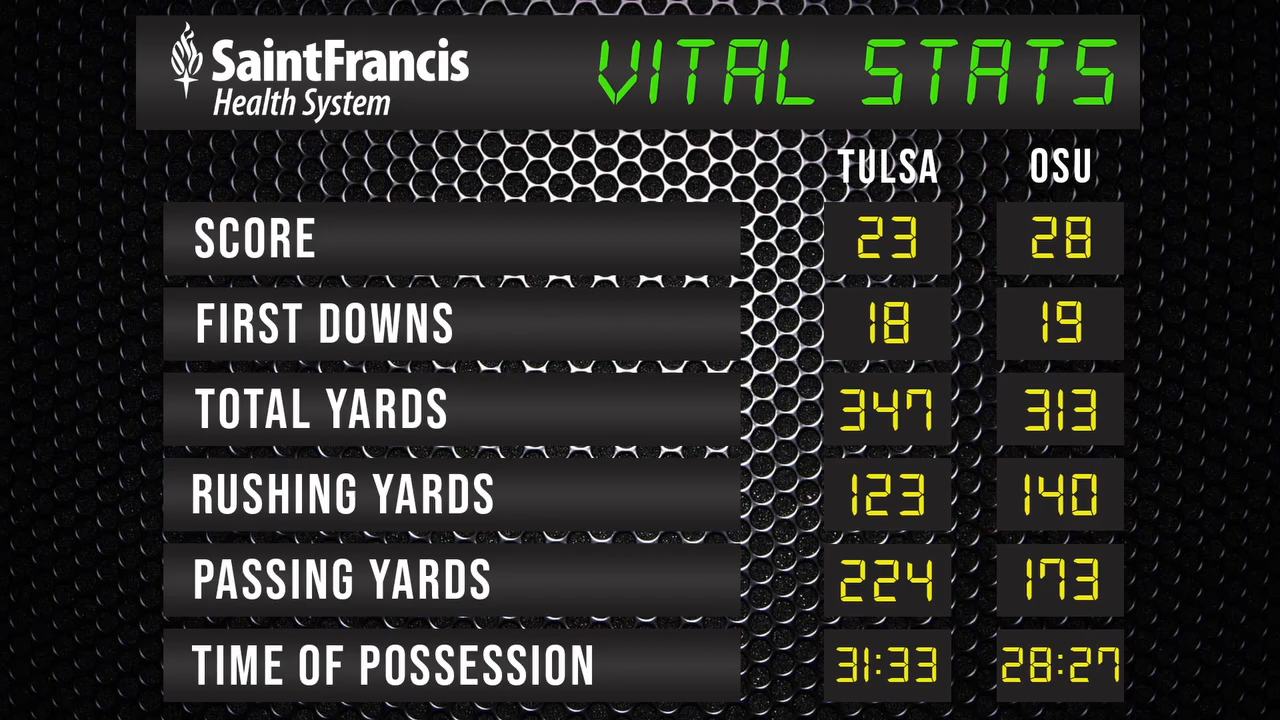 SaintFrancis VITAL STATS
Health System
TULSA OSU
SCORE 23 28
FIRST DOWNS 18 19
TOTAL YARDS 347 313
RUSHING YARDS 123 140
PASSING YARDS 224 173
TIME OF POSSESSION 31:33 28:27